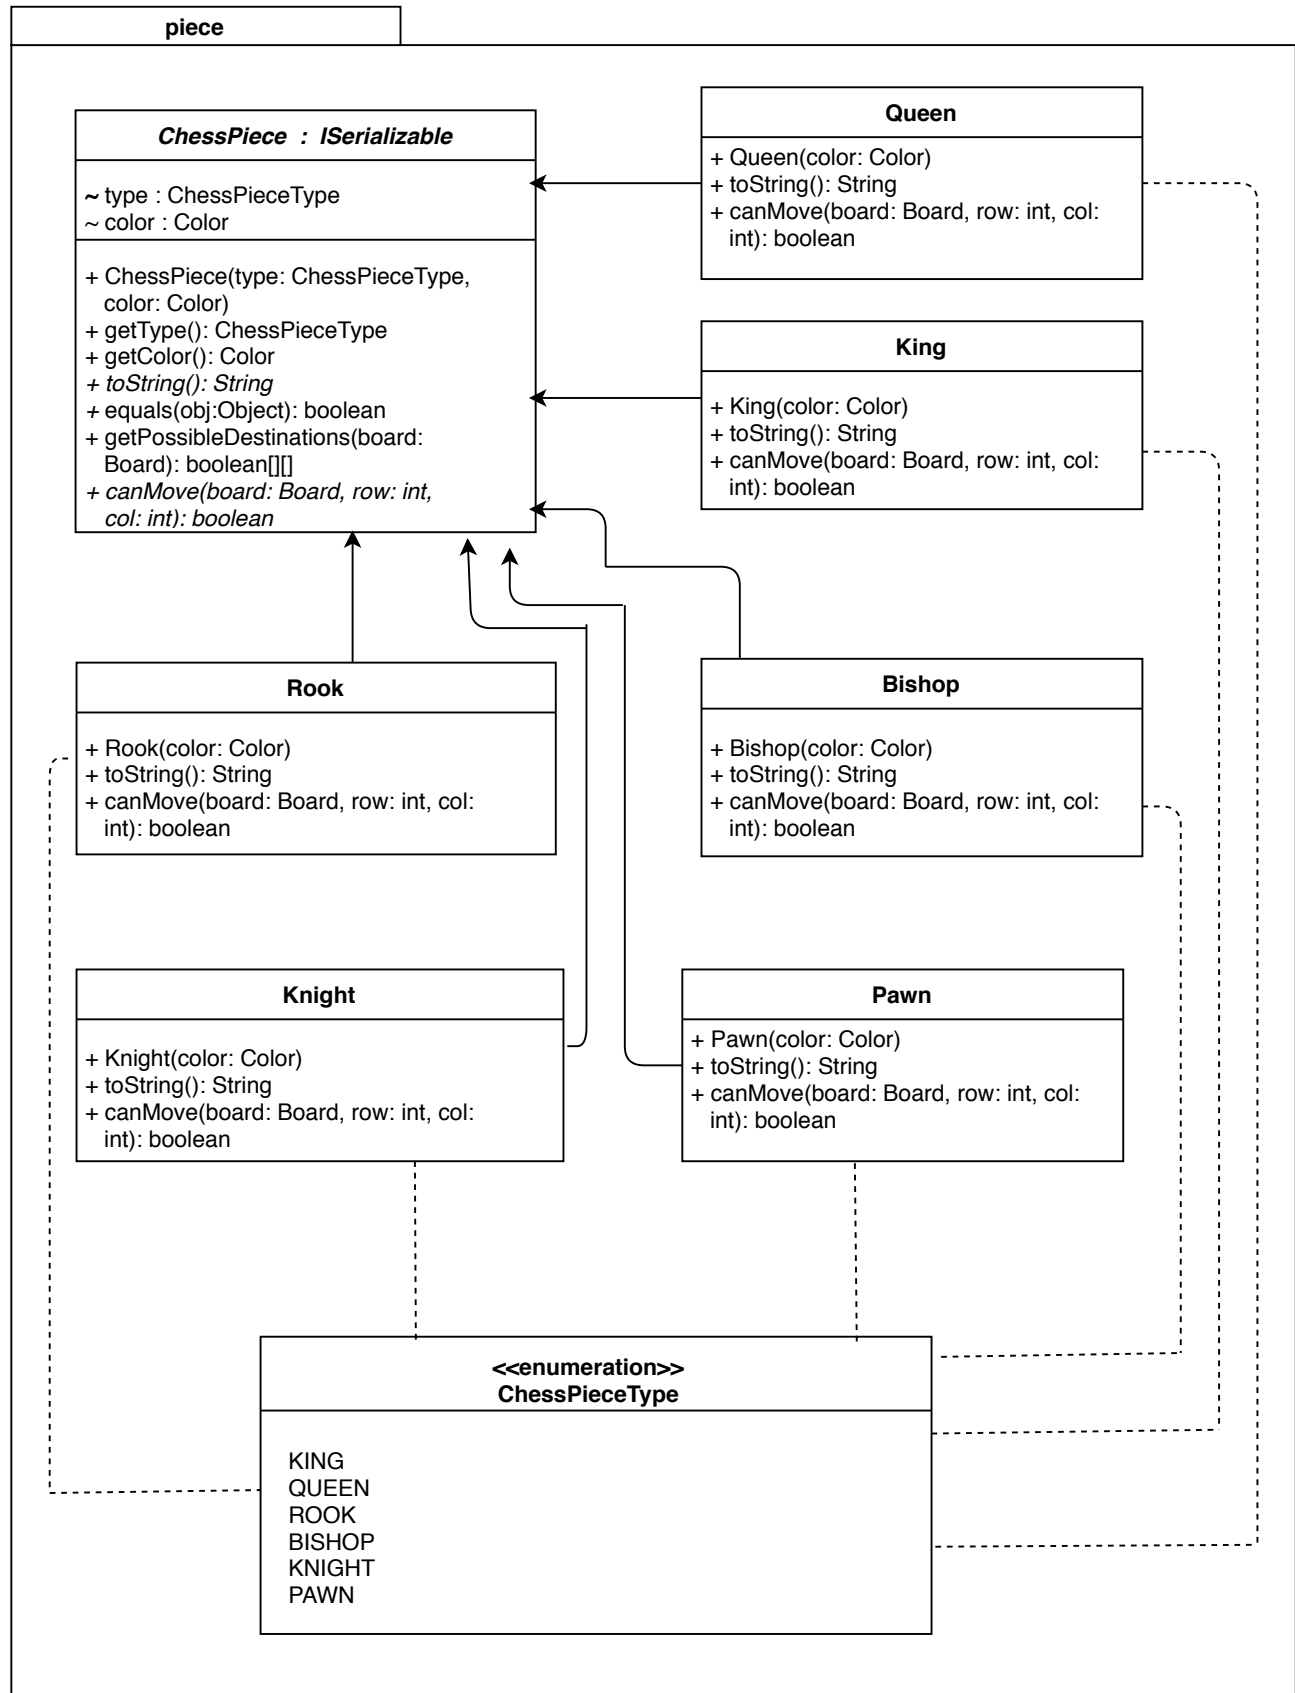 piece
ChessPiece : ISerializable
~ type : ChessPieceType
~ color : Color
+ ChessPiece(type: ChessPieceType,
color: Color)
+ getType(): ChessPieceType
+ getColor(): Color
+ toString(): String
+ equals(obj:Object): boolean
+ getPossibleDestinations(board:
Board): boolean[][]
+ canMove(board: Board, row: int,
col: int): boolean
Queen
+ Queen(color: Color)
+ toString(): String
+ canMove(board: Board, row: int, col:
int): boolean
King
+ King(color: Color)
+ toString(): String
+ canMove(board: Board, row: int, col:
int): boolean
Rook
+ Rook(color: Color)
+ toString(): String
+ canMove(board: Board, row: int, col:
int): boolean
Bishop
+ Bishop(color: Color)
+ toString(): String
+ canMove(board: Board, row: int, col:
int): boolean
Knight
+ Knight(color: Color)
+ toString(): String
+ canMove(board: Board, row: int, col:
int): boolean
Pawn
+ Pawn(color: Color)
+ toString(): String
+ canMove(board: Board, row: int, col:
int): boolean
<<enumeration>>
ChessPieceType
KING
QUEEN
ROOK
BISHOP
KNIGHT
PAWN